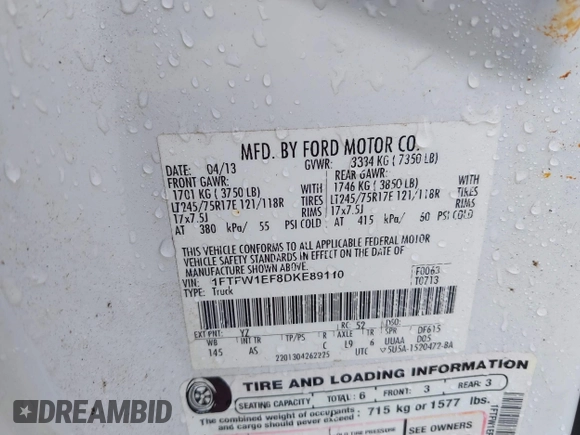 MFD. BY FORD MOTOR CO.
DATE: 04/13 GVWR: 3334 KG ( 7350 LB)
FRONT GAWR: REAR GAWR:
1701 KG ( 3750 LB) WITH 1746 KG ( 3850 LB) WITH
LT245/75R17E 121/118R TIRES LT245/75R17E 121/118R TIRES
17x7.5J RIMS 17x7.5J RIMS
AT 380 kPa/ 55 PSI COLD AT 415 kPa/ 60 PSI COLD
THIS VEHICLE CONFORMS TO ALL APPLICABLE FEDERAL MOTOR
VEHICLE SAFETY STANDARDS IN EFFECT ON THE DATE OF
MANUFACTURE SHOWN ABOVE.
VIN: 1FTFW1EF8DKE89110 F0063
TYPE: Truck T0713
EXT PNT: YZ RC: 52 DSO:
WB INT TR TP/PS R AXLE TR SPR DF615
145 AS C L9 6 UUAA D05
2201304262225 UTC 5U5A-1520472-BA
TIRE AND LOADING INFORMATION
SEATING CAPACITY TOTAL: 6 FRONT: 3 REAR: 3
The combined weight of occupants 715 kg or 1577 lbs.
SEE OWNERS
DREAMBID